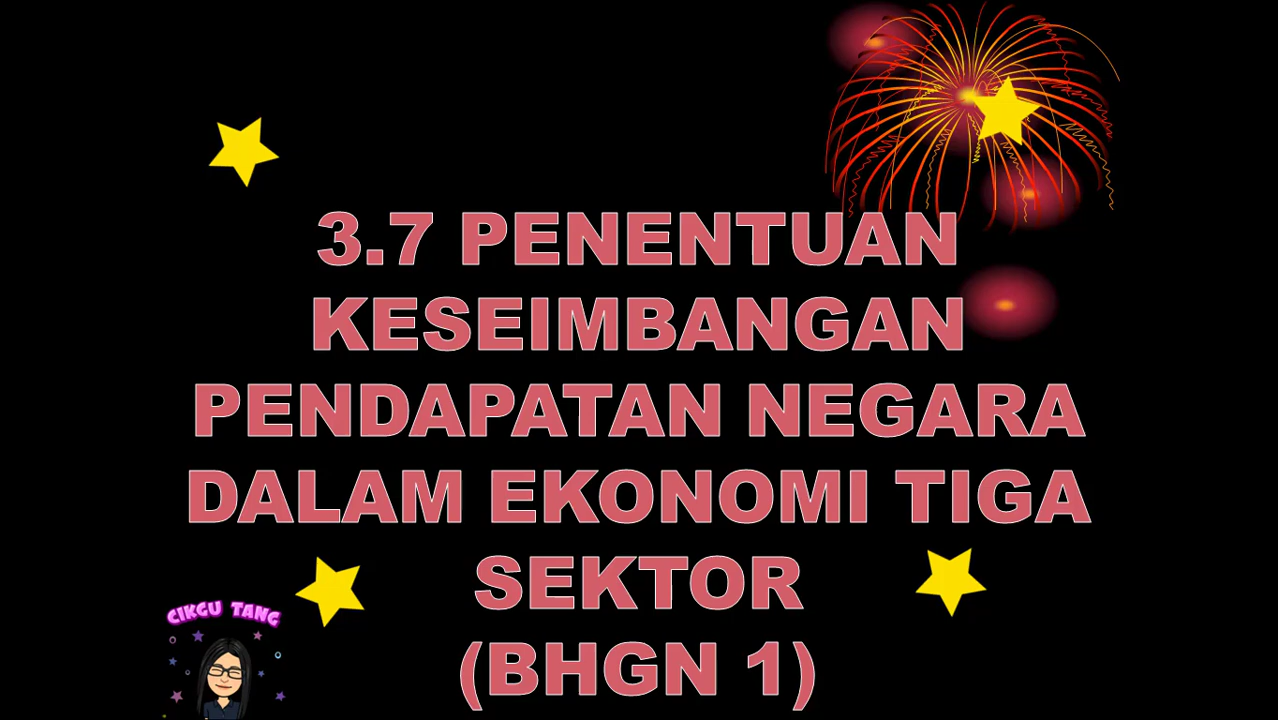 3.7 PENENTUAN
KESEIMBANGAN
PENDAPATAN NEGARA
DALAM EKONOMI TIGA
SEKTOR
(BHGN 1)
CIKGU TANG